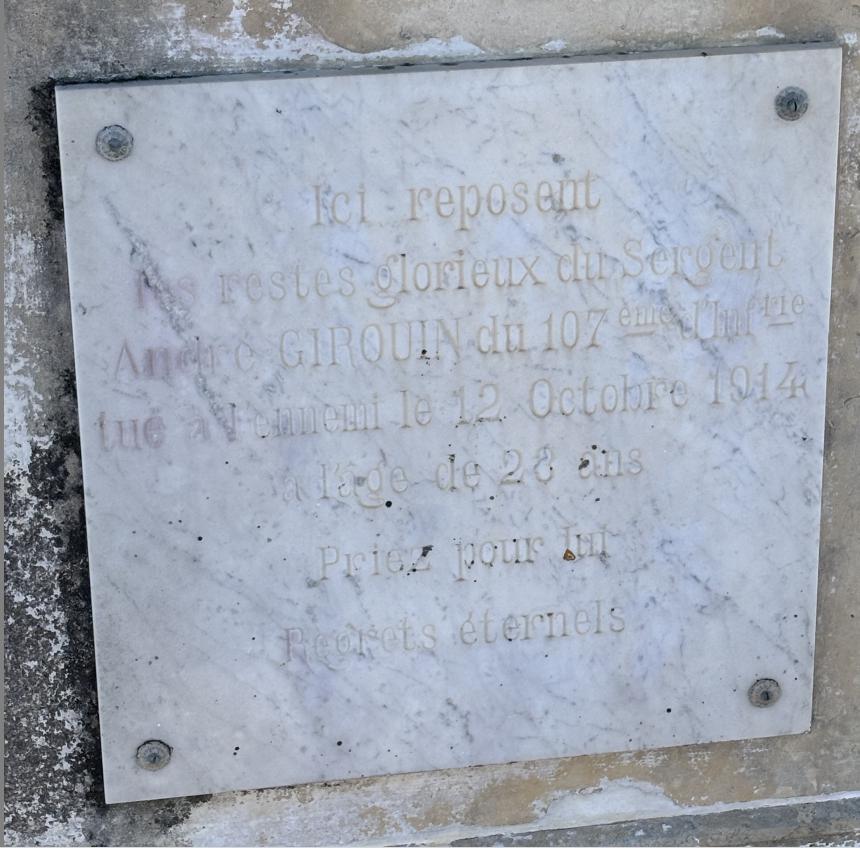 Ici reposent
les restes glorieux du Sergent
André GIROUIN du 107ème d'Infrie
tué à l'ennemi le 12 Octobre 1914
a l'âge de 28 ans
Priez pour lui
Regrets éternels